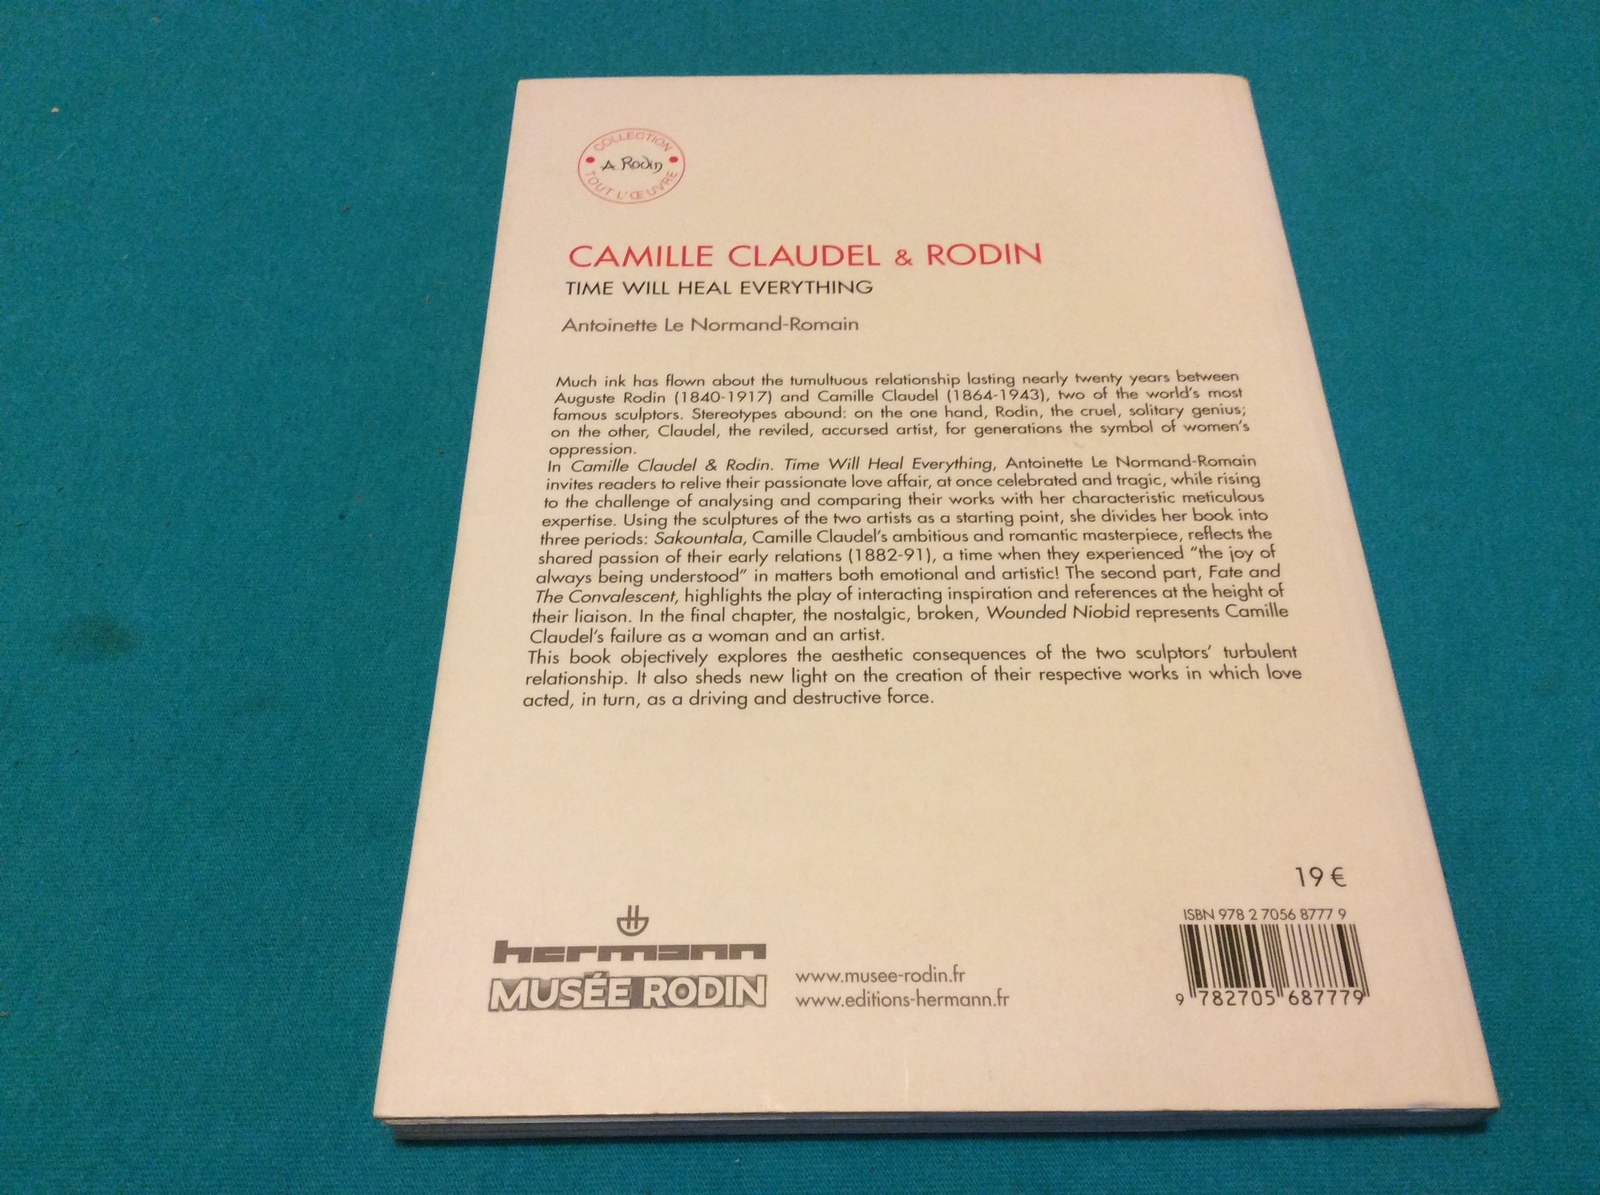 COLLECTION
A. Rodin
TOUT L'ŒUVRE
CAMILLE CLAUDEL & RODIN
TIME WILL HEAL EVERYTHING
Antoinette Le Normand-Romain
Much ink has flown about the tumultuous relationship lasting nearly twenty years between
Auguste Rodin (1840-1917) and Camille Claudel (1864-1943), two of the world's most
famous sculptors. Stereotypes abound: on the one hand, Rodin, the cruel, solitary genius;
on the other, Claudel, the reviled, accursed artist, for generations the symbol of women's
oppression.
In Camille Claudel & Rodin. Time Will Heal Everything, Antoinette Le Normand-Romain
invites readers to relive their passionate love affair, at once celebrated and tragic, while rising
to the challenge of analysing and comparing their works with her characteristic meticulous
expertise. Using the sculptures of the two artists as a starting point, she divides her book into
three periods: Sakountala, Camille Claudel's ambitious and romantic masterpiece, reflects the
shared passion of their early relations (1882-91), a time when they experienced "the joy of
always being understood" in matters both emotional and artistic! The second part, Fate and
The Convalescent, highlights the play of interacting inspiration and references at the height of
their liaison. In the final chapter, the nostalgic, broken, Wounded Niobid represents Camille
Claudel's failure as a woman and an artist.
This book objectively explores the aesthetic consequences of the two sculptors' turbulent
relationship. It also sheds new light on the creation of their respective works in which love
acted, in turn, as a driving and destructive force.
19 €
ISBN 978 2 7056 8777 9
9 782705 687779
hermann
MUSÉE RODIN
www.musee-rodin.fr
www.editions-hermann.fr